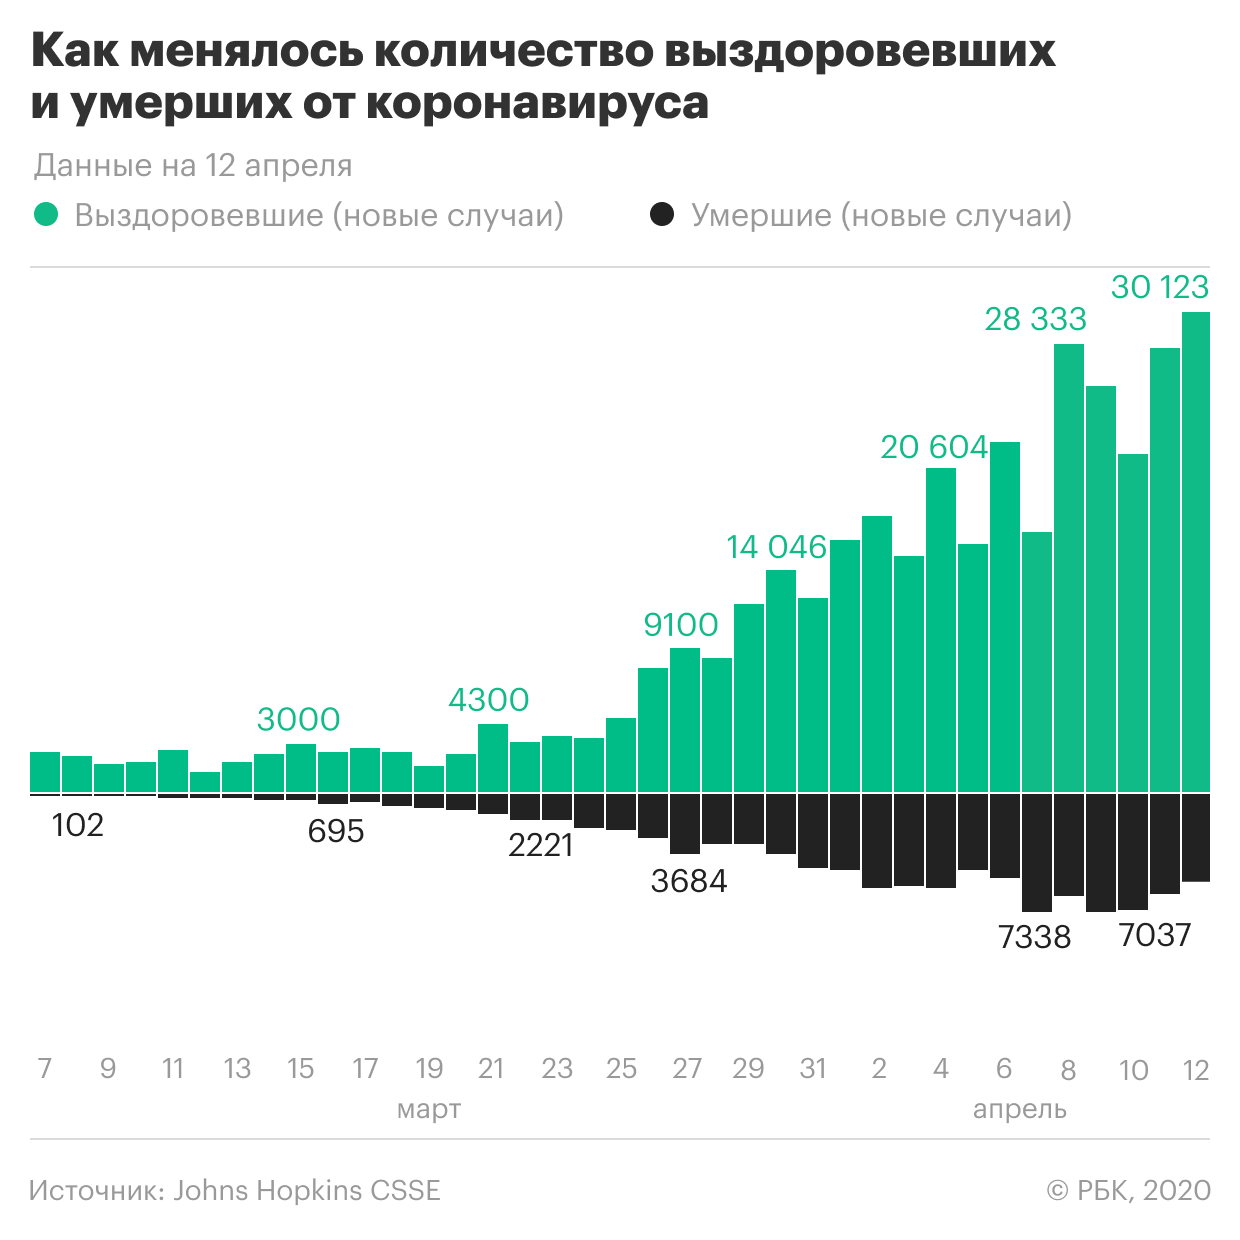 Как менялось количество выздоровевших
и умерших от коронавируса
Данные на 12 апреля
Выздоровевшие (новые случаи)
Умершие (новые случаи)
30 123
28 333
20 604
14 046
9100
4300
3000
102
695
2221
3684
7338
7037
7 9 11 13 15 17 19 21 23 25 27 29 31 2 4 6 8 10 12
март апрель
Источник: Johns Hopkins CSSE
© РБК, 2020